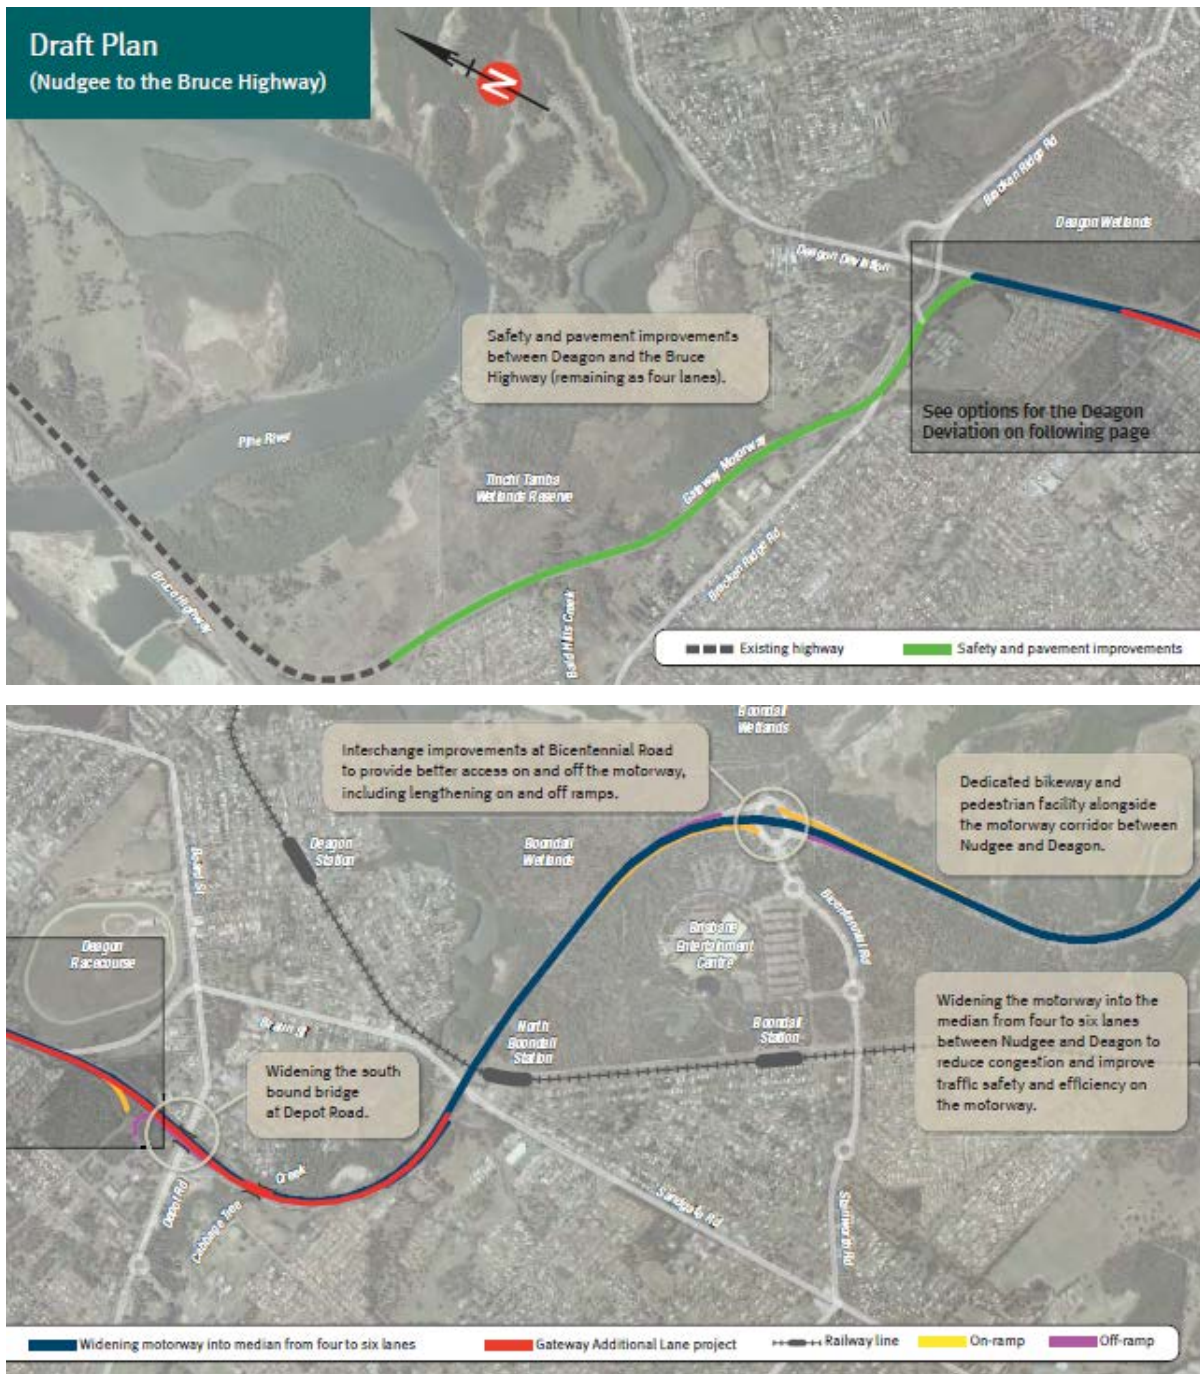 Draft Plan
(Nudgee to the Bruce Highway)
N
Bracken Ridge Rd
Deagon Wetlands
Deagon Deviation
Safety and pavement improvements
between Deagon and the Bruce
Highway (remaining as four lanes).
See options for the Deagon
Deviation on following page
Pine River
Gateway Motorway
Tinchi Tamba
Wetlands Reserve
Bracken Ridge Rd
Bruce Highway
Bald Hills Creek
Existing highway
Safety and pavement improvements
Boondall
Wetlands
Interchange improvements at Bicentennial Road
to provide better access on and off the motorway,
including lengthening on and off ramps.
Dedicated bikeway and
pedestrian facility alongside
the motorway corridor between
Nudgee and Deagon.
Deagon
Station
Boondall
Wetlands
Board St
Bicentennial Rd
Brisbane
Entertainment
Centre
Deagon
Racecourse
Braun St
North
Boondall
Station
Boondall
Station
Widening the motorway into the
median from four to six lanes
between Nudgee and Deagon to
reduce congestion and improve
traffic safety and efficiency on
the motorway.
Widening the south
bound bridge
at Depot Road.
Depot Rd
Cabbage Tree
Creek
Sandgate Rd
Stanworth Rd
Widening motorway into median from four to six lanes
Gateway Additional Lane project
Railway line
On-ramp
Off-ramp